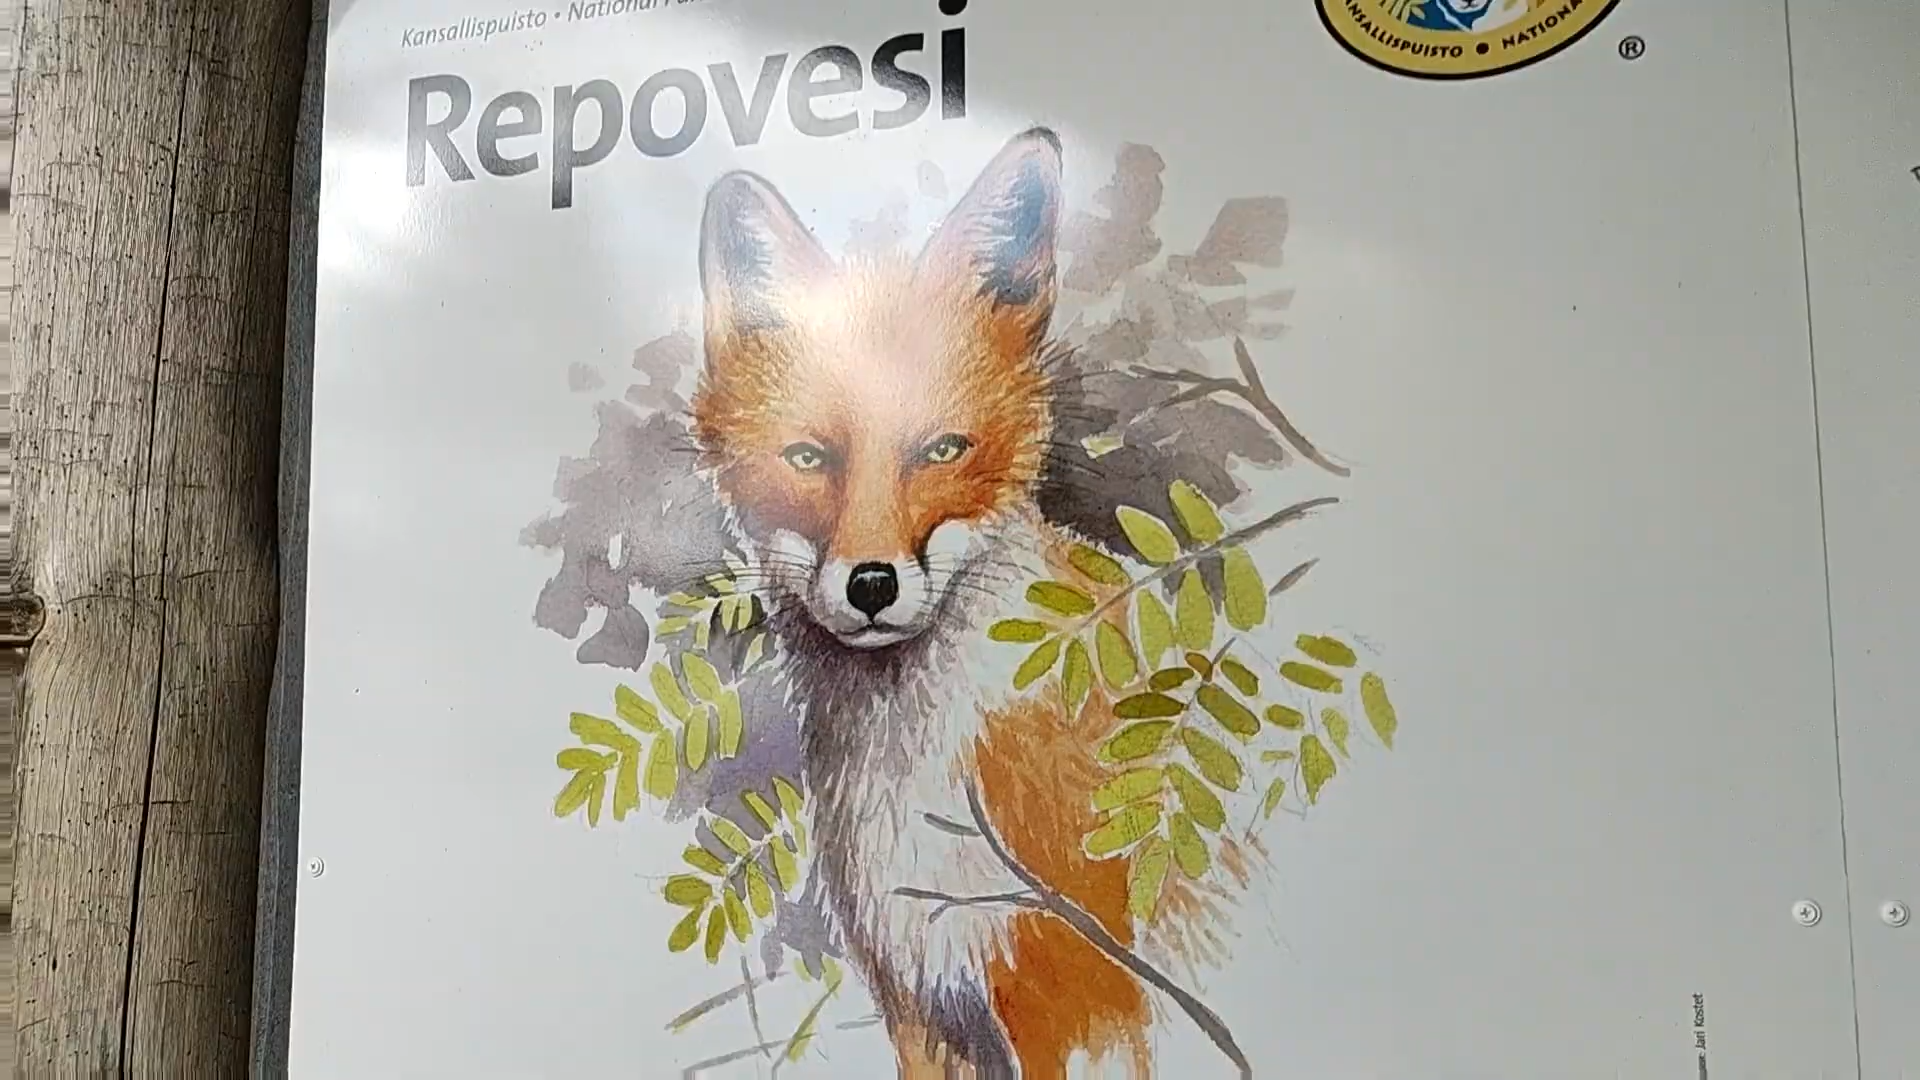 Kansallispuisto • National
Repovesi
KANSALLISPUISTO ● NATIONA
®
Jari Kostet